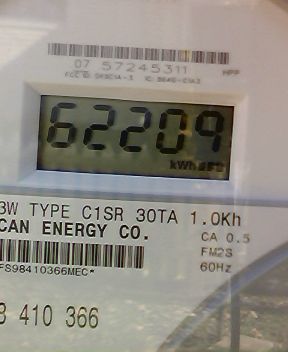 07 57245311
62209
kWh
3W TYPE C1SR 30TA 1.0Kh
CAN ENERGY CO.
CA 0.5
FM2S
FS98410366MEC*
60Hz
8 410 366